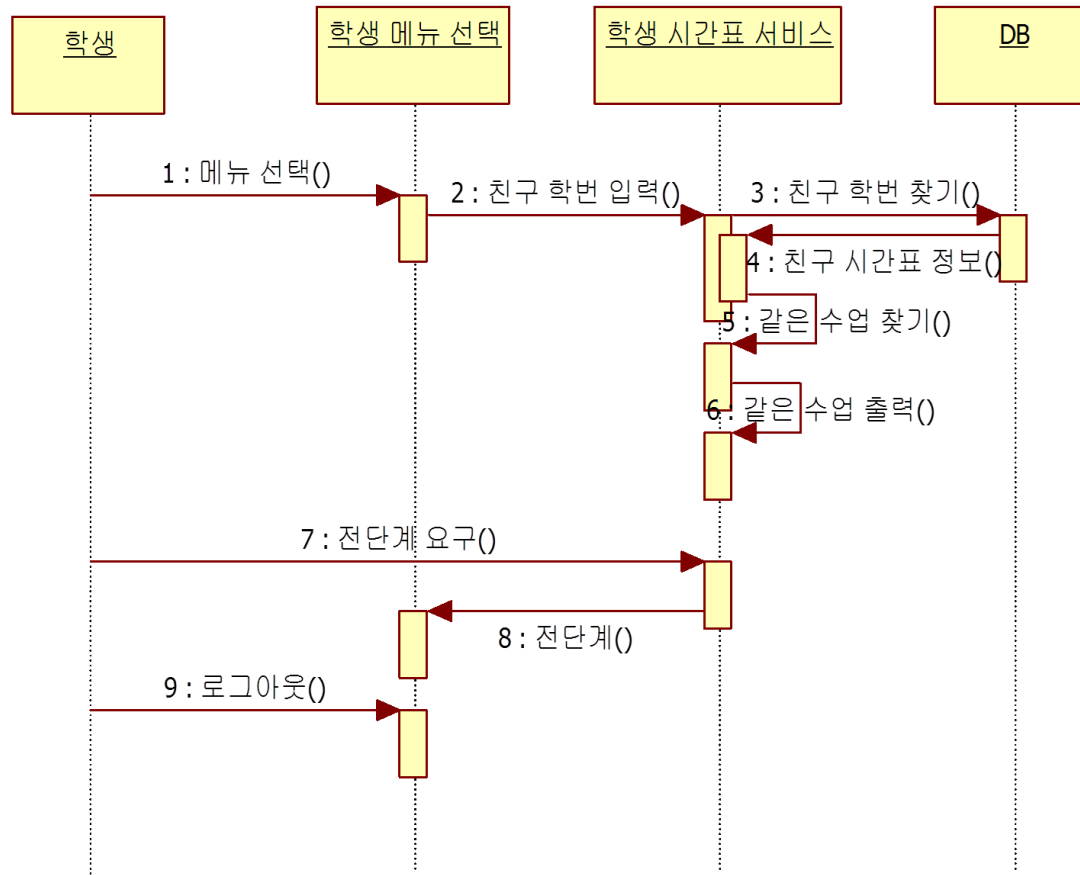 학생
학생 메뉴 선택
학생 시간표 서비스
DB
1 : 메뉴 선택()
2 : 친구 학번 입력()
3 : 친구 학번 찾기()
4 : 친구 시간표 정보()
5 : 같은 수업 찾기()
6 : 같은 수업 출력()
7 : 전단계 요구()
8 : 전단계()
9 : 로그아웃()